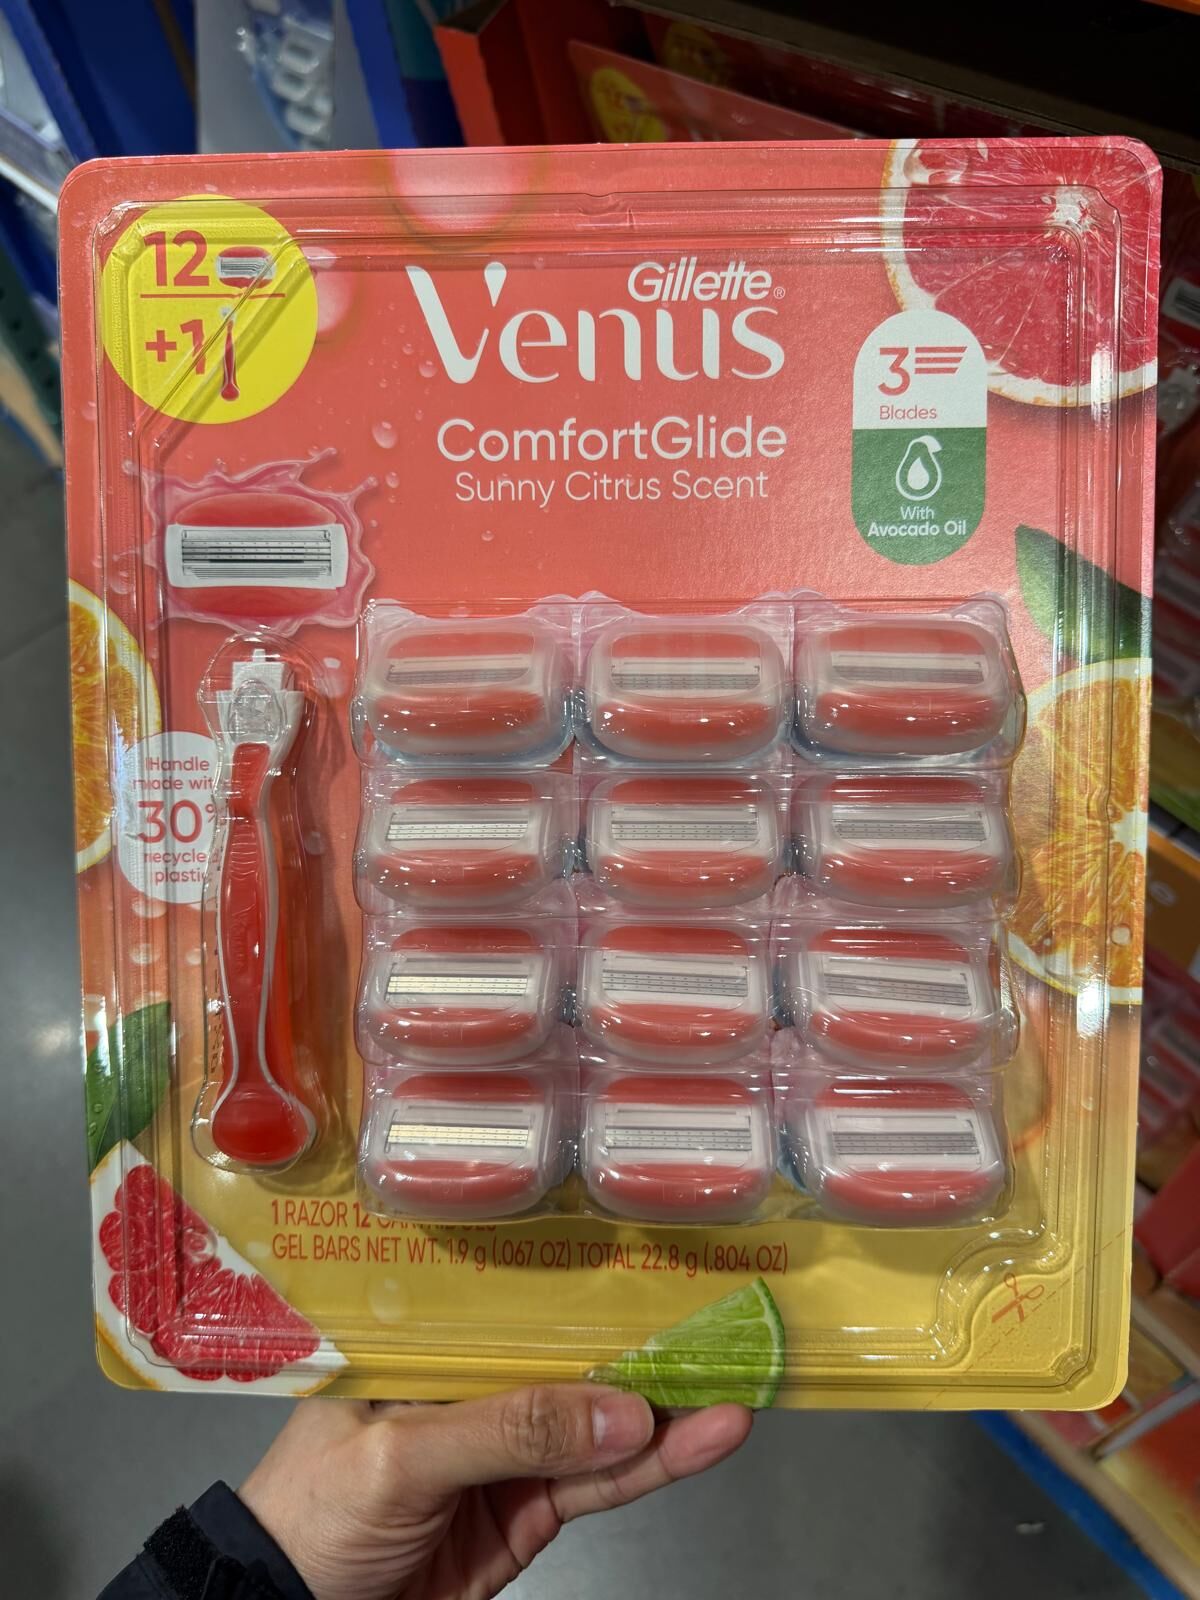 12
+1
Gillette®
Venus
ComfortGlide
Sunny Citrus Scent
3
Blades
With
Avocado Oil
Handle
made with
30%
recycled
plastic
1 RAZOR 12 CARTRIDGES
GEL BARS NET WT. 1.9 g (.067 OZ) TOTAL 22.8 g (.804 OZ)